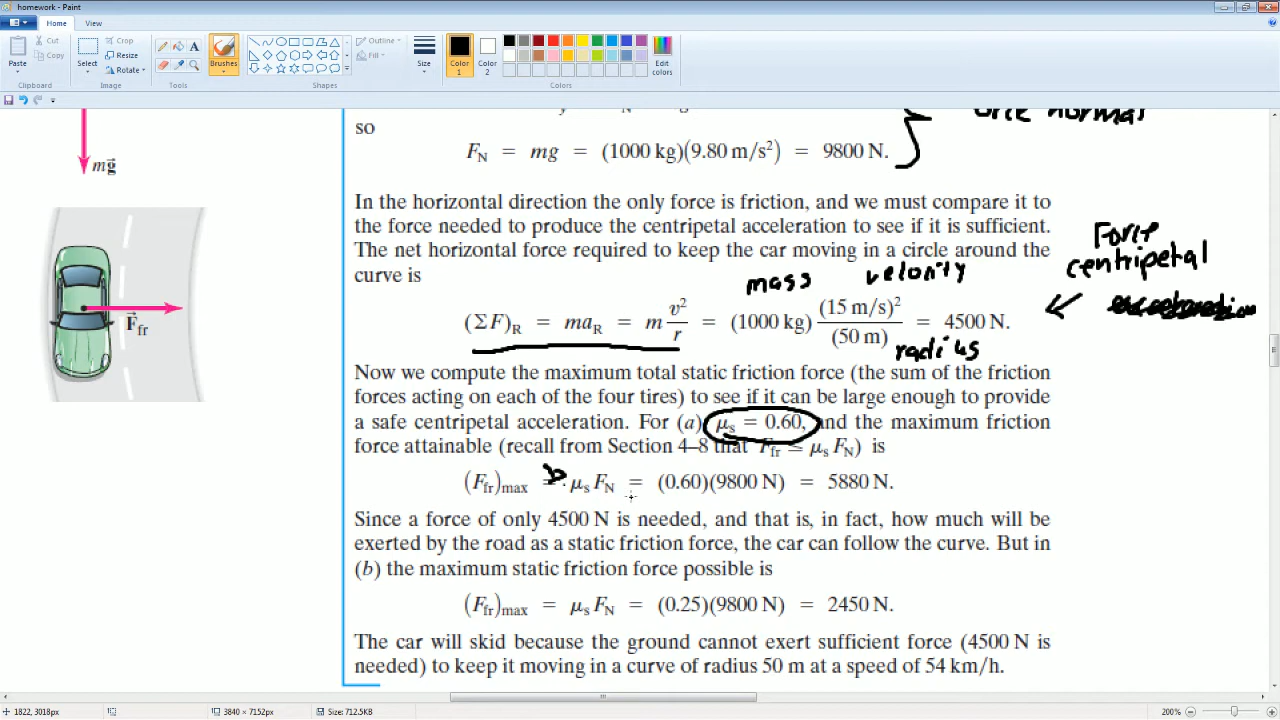 homework - Paint
Home View
Paste
Cut
Copy
Clipboard
Select
Crop
Resize
Rotate
Image
Tools
Brushes
Outline
Fill
Shapes
Size
Color 1
Color 2
Edit colors
Colors
so
F_N = mg = (1000 kg)(9.80 m/s²) = 9800 N.
In the horizontal direction the only force is friction, and we must compare it to
the force needed to produce the centripetal acceleration to see if it is sufficient.
The net horizontal force required to keep the car moving in a circle around the
curve is
mass velority
Force
centripetal
(ΣF)_R = ma_R = m v²/r = (1000 kg) (15 m/s)²/(50 m) = 4500 N.
radius
Now we compute the maximum total static friction force (the sum of the friction
forces acting on each of the four tires) to see if it can be large enough to provide
a safe centripetal acceleration. For (a) μ_s = 0.60, and the maximum friction
force attainable (recall from Section 4–8 that F_fr ≤ μ_s F_N) is
(F_fr)_max = μ_s F_N = (0.60)(9800 N) = 5880 N.
Since a force of only 4500 N is needed, and that is, in fact, how much will be
exerted by the road as a static friction force, the car can follow the curve. But in
(b) the maximum static friction force possible is
(F_fr)_max = μ_s F_N = (0.25)(9800 N) = 2450 N.
The car will skid because the ground cannot exert sufficient force (4500 N is
needed) to keep it moving in a curve of radius 50 m at a speed of 54 km/h.
mg⃗
F⃗_fr
1822, 3018px 3840 × 7152px Size: 712.5KB 200%